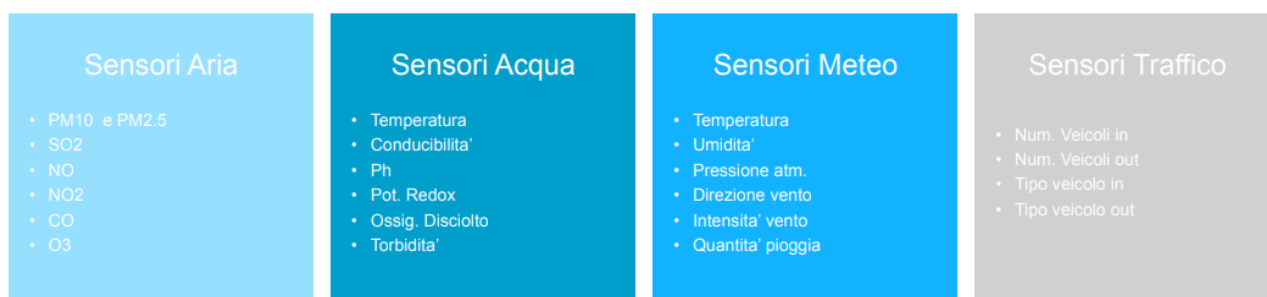 Sensori Aria
• PM10 e PM2.5
• SO2
• NO
• NO2
• CO
• O3
Sensori Acqua
• Temperatura
• Conducibilita’
• Ph
• Pot. Redox
• Ossig. Disciolto
• Torbidita’
Sensori Meteo
• Temperatura
• Umidita’
• Pressione atm.
• Direzione vento
• Intensita’ vento
• Quantita’ pioggia
Sensori Traffico
• Num. Veicoli in
• Num. Veicoli out
• Tipo veicolo in
• Tipo veicolo out